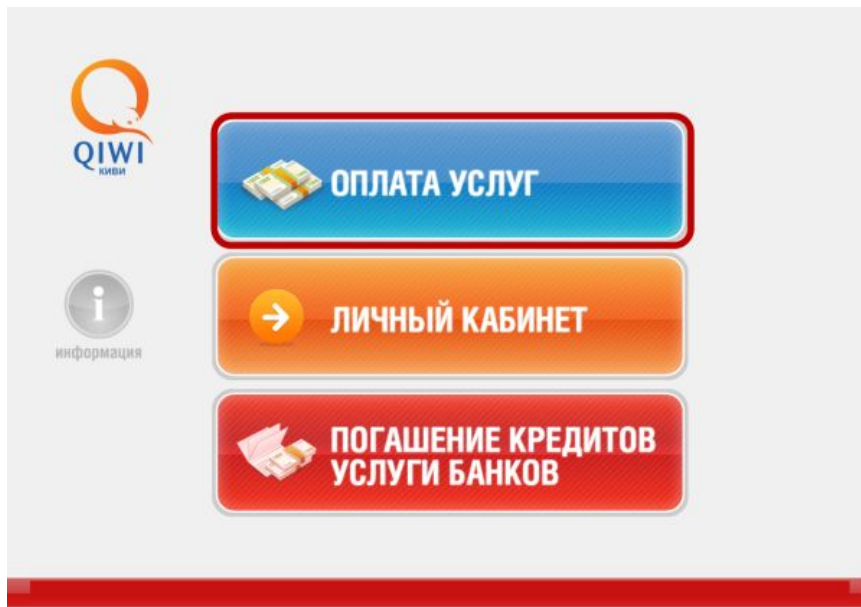 QIWI
киви
ОПЛАТА УСЛУГ
информация
ЛИЧНЫЙ КАБИНЕТ
ПОГАШЕНИЕ КРЕДИТОВ
УСЛУГИ БАНКОВ